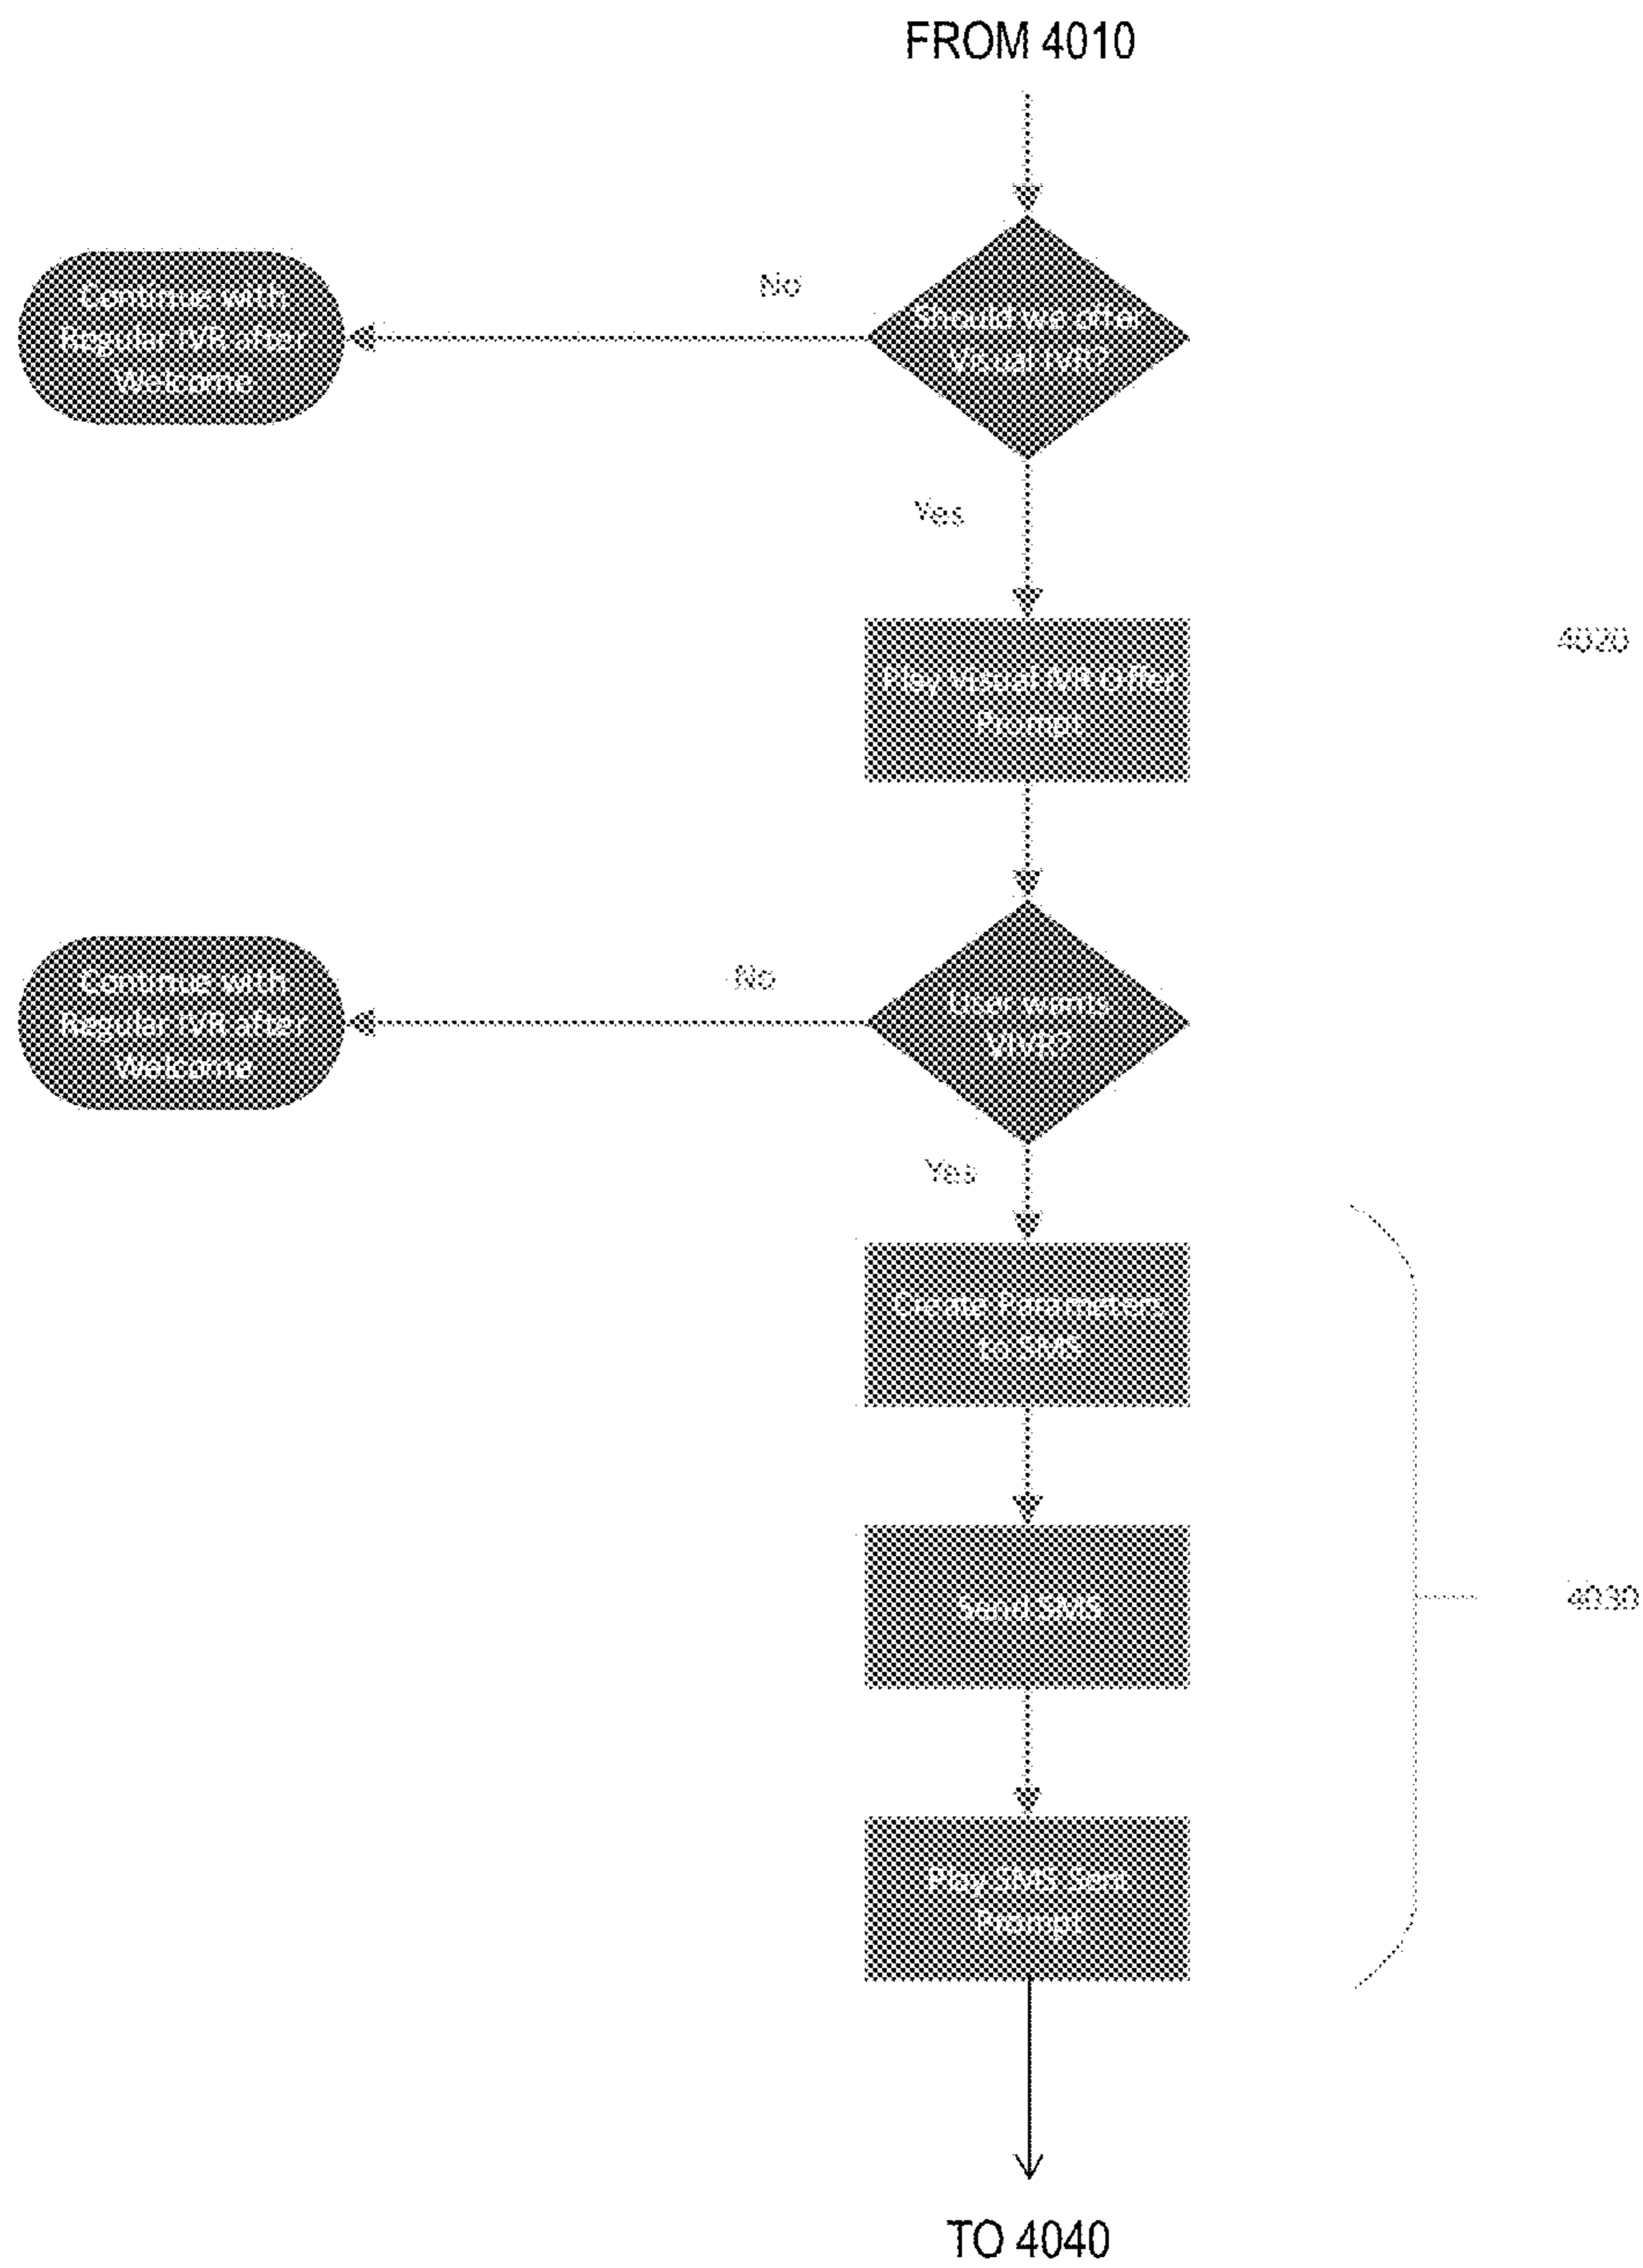 FROM 4010
Should we offer
Visual IVR?
No
Continue with
Regular IVR after
Welcome
Yes
Play Visual IVR Offer
Prompt
4020
User wants
VIVR?
No
Continue with
Regular IVR after
Welcome
Yes
Create Parameters
to SMS
Send SMS
4030
Play SMS Sent
Prompt
TO 4040